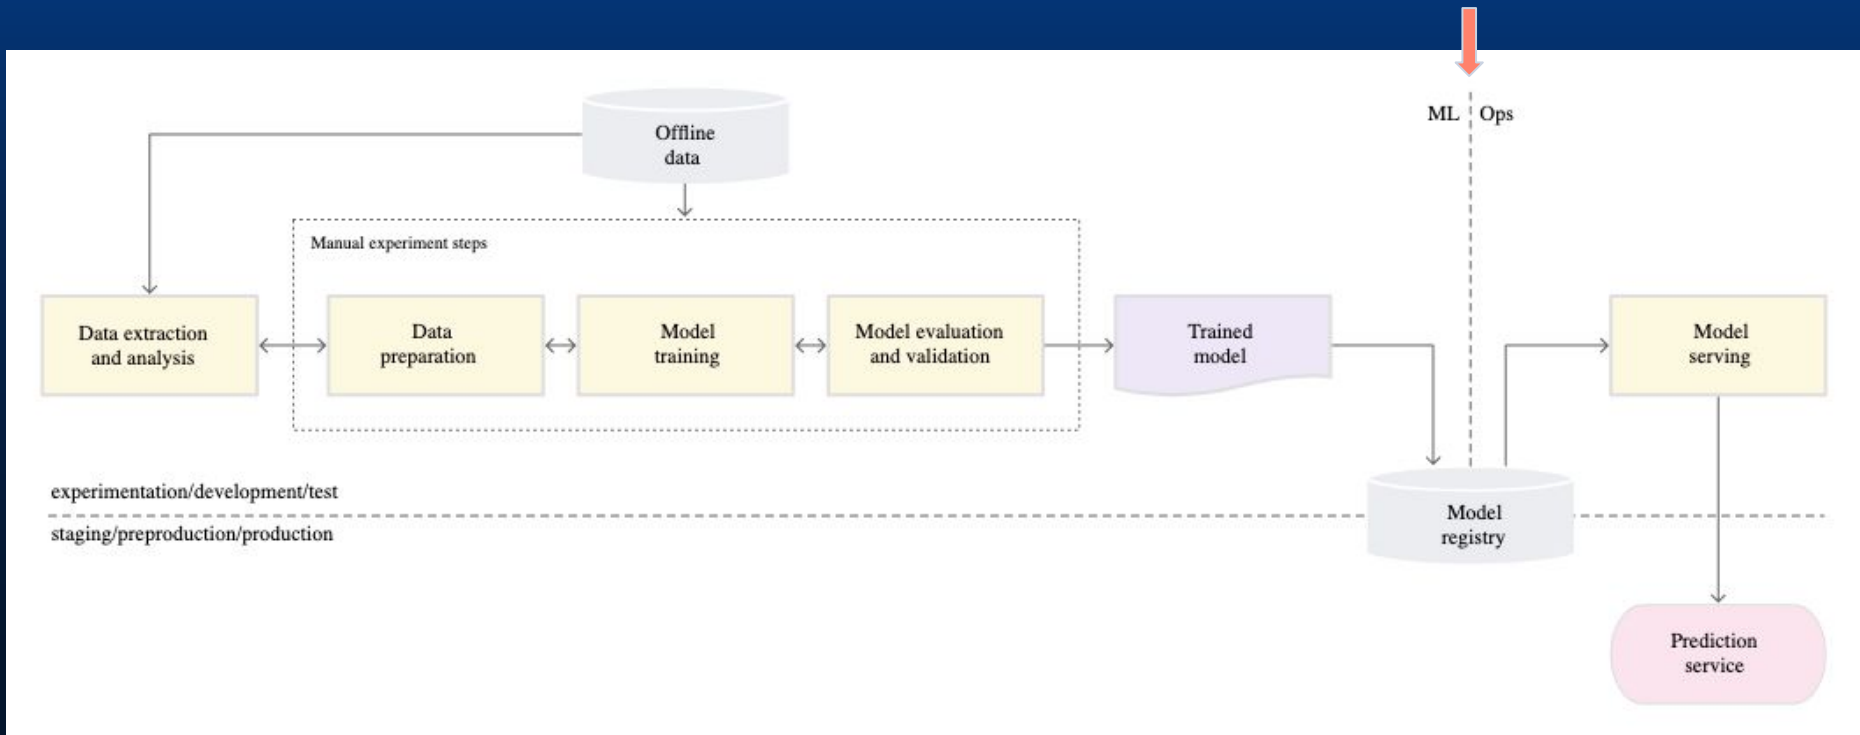 Offline
data
ML
Ops
Manual experiment steps
Data extraction
and analysis
Data
preparation
Model
training
Model evaluation
and validation
Trained
model
Model
serving
experimentation/development/test
staging/preproduction/production
Model
registry
Prediction
service